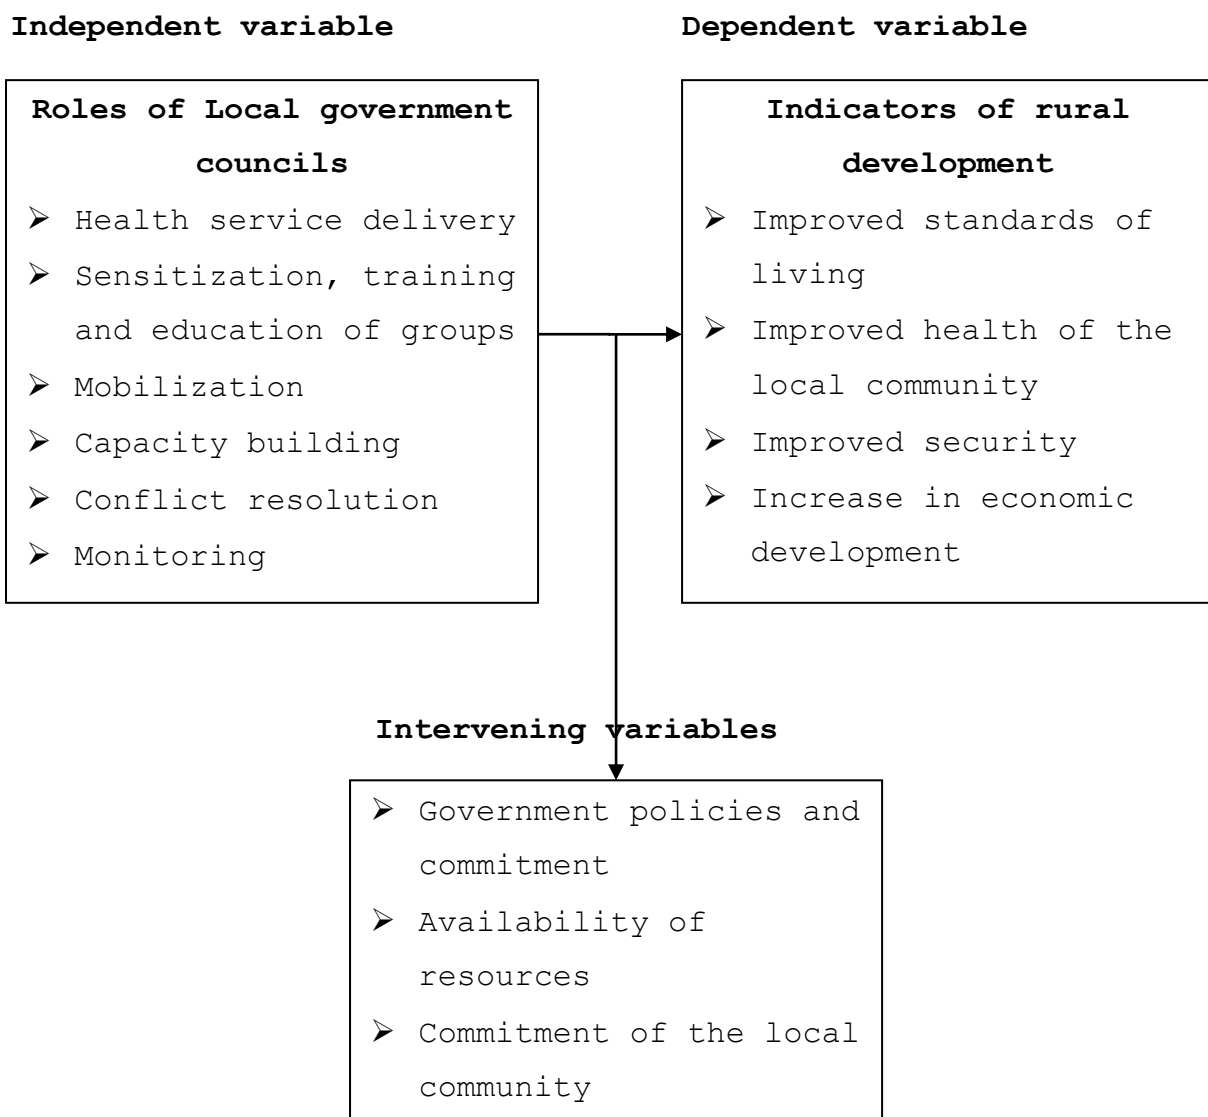 Independent variable
Dependent variable
Roles of Local government
councils
➢ Health service delivery
➢ Sensitization, training
and education of groups
➢ Mobilization
➢ Capacity building
➢ Conflict resolution
➢ Monitoring
Indicators of rural
development
➢ Improved standards of
living
➢ Improved health of the
local community
➢ Improved security
➢ Increase in economic
development
Intervening variables
➢ Government policies and
commitment
➢ Availability of
resources
➢ Commitment of the local
community